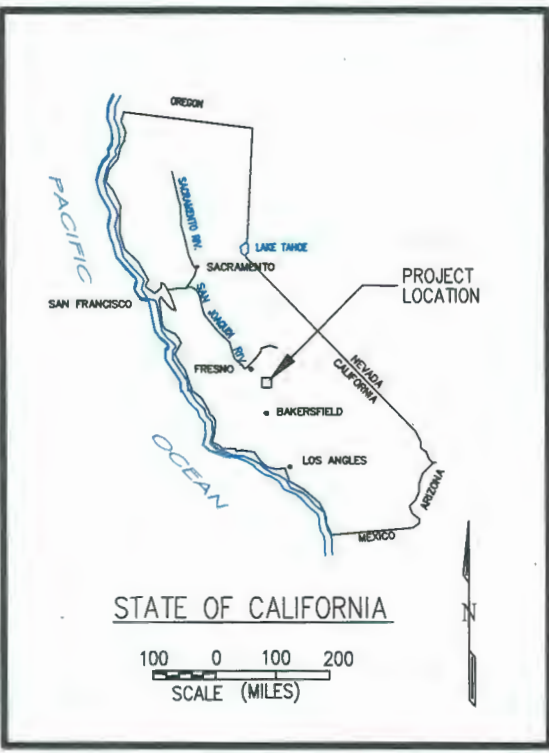 OREGON
PACIFIC
SACRAMENTO RIV.
LAKE TAHOE
SACRAMENTO
PROJECT
LOCATION
SAN FRANCISCO
SAN JOAQUIN RIV.
NEVADA
CALIFORNIA
FRESNO
BAKERSFIELD
OCEAN
LOS ANGLES
ARIZONA
MEXICO
STATE OF CALIFORNIA
N
100 0 100 200
SCALE (MILES)